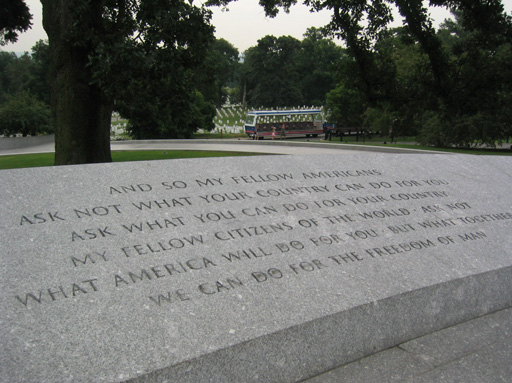 AND SO MY FELLOW AMERICANS
ASK NOT WHAT YOUR COUNTRY CAN DO FOR YOU
ASK WHAT YOU CAN DO FOR YOUR COUNTRY
MY FELLOW CITIZENS OF THE WORLD · ASK NOT
WHAT AMERICA WILL DO FOR YOU · BUT WHAT TOGETHER
WE CAN DO FOR THE FREEDOM OF MAN